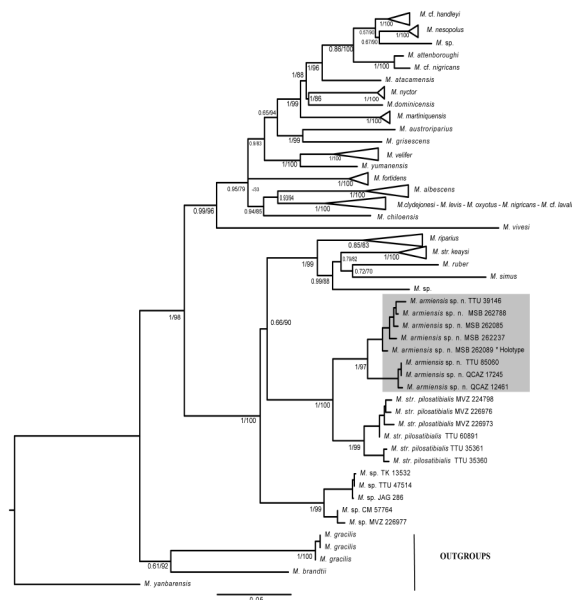 M. cf. handleyi
0.97/90
M. nesopolus
1/100
0.86/100
0.67/60
1/100
M. sp.
M. attenboroughi
1/96
1/100
M. cf. nigricans
1/88
M. atacamensis
M. nyctor
1/86
1/100
M.dominicensis
1/99
M. martiniquensis
0.65/94
1/100
M. austroriparius
1/99
M. grisescens
M. velifer
1/100
1/100
M. yumanensis
M. fortidens
0.95/79
1/100
M. albescens
0.93/94
1/100
0.99/96
M.clydejonesi - M. levis - M. oxyotus - M. nigricans - M. cf. laval
0.94/85
1/100
M. chiloensis
M. vivesi
M. riparius
0.85/83
M. str. keaysi
1/99
1/100
M. ruber
0.99/88
0.72/70
M. simus
M. sp.
1/98
0.66/90
M. armiensis sp. n. TTU 39146
M. armiensis sp. n. MSB 262788
M. armiensis sp. n. MSB 262085
M. armiensis sp. n. MSB 262237
M. armiensis sp. n. MSB 262089 * Holotype
1/97
M. armiensis sp. n. TTU 85060
M. armiensis sp. n. QCAZ 17245
M. armiensis sp. n. QCAZ 12461
1/100
M. str. pilosatibialis MVZ 224798
M. str. pilosatibialis MVZ 226976
1/100
M. str. pilosatibialis MVZ 226973
M. str. pilosatibialis TTU 60891
1/99
M. str. pilosatibialis TTU 35361
M. str. pilosatibialis TTU 35360
M. sp. TK 13532
M. sp. TTU 47514
M. sp. JAG 286
1/99
M. sp. CM 57764
M. sp. MVZ 226977
M. gracilis
M. gracilis
1/100
M. gracilis
OUTGROUPS
0.61/92
M. brandtii
M. yanbarensis
0.05